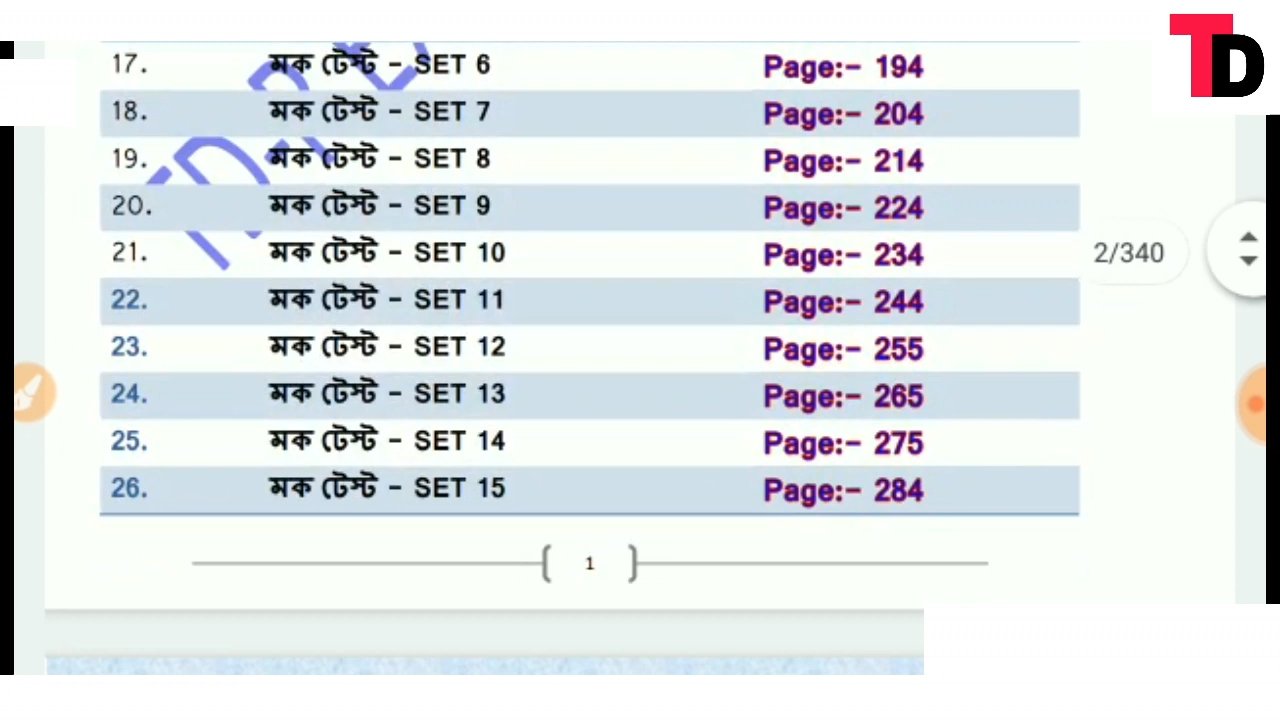 TD
17. মক টেস্ট – SET 6 Page:– 194
18. মক টেস্ট – SET 7 Page:– 204
19. মক টেস্ট – SET 8 Page:– 214
20. মক টেস্ট – SET 9 Page:– 224
21. মক টেস্ট – SET 10 Page:– 234
2/340
22. মক টেস্ট – SET 11 Page:– 244
23. মক টেস্ট – SET 12 Page:– 255
24. মক টেস্ট – SET 13 Page:– 265
25. মক টেস্ট – SET 14 Page:– 275
26. মক টেস্ট – SET 15 Page:– 284
1